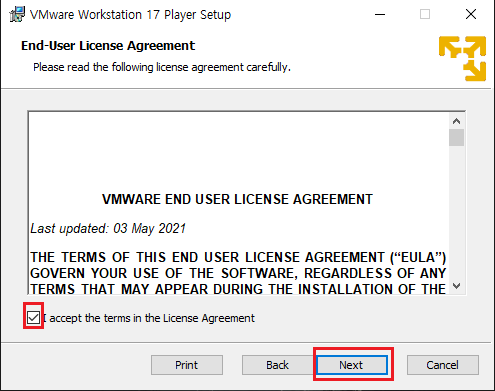 VMware Workstation 17 Player Setup
End-User License Agreement
Please read the following license agreement carefully.
VMWARE END USER LICENSE AGREEMENT
Last updated: 03 May 2021
THE TERMS OF THIS END USER LICENSE AGREEMENT (“EULA”)
GOVERN YOUR USE OF THE SOFTWARE, REGARDLESS OF ANY
TERMS THAT MAY APPEAR DURING THE INSTALLATION OF THE
I accept the terms in the License Agreement
Print Back Next Cancel